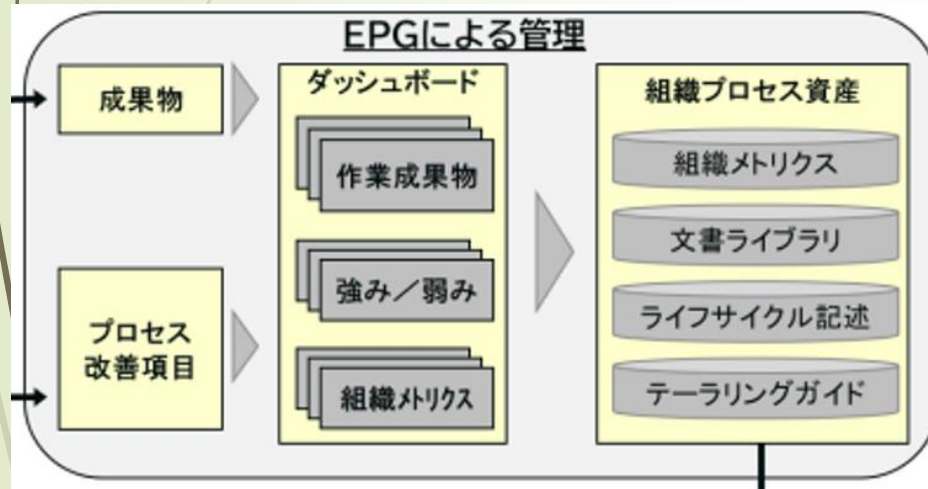 EPGによる管理
成果物
プロセス
改善項目
ダッシュボード
作業成果物
強み／弱み
組織メトリクス
組織プロセス資産
組織メトリクス
文書ライブラリ
ライフサイクル記述
テーラリングガイド